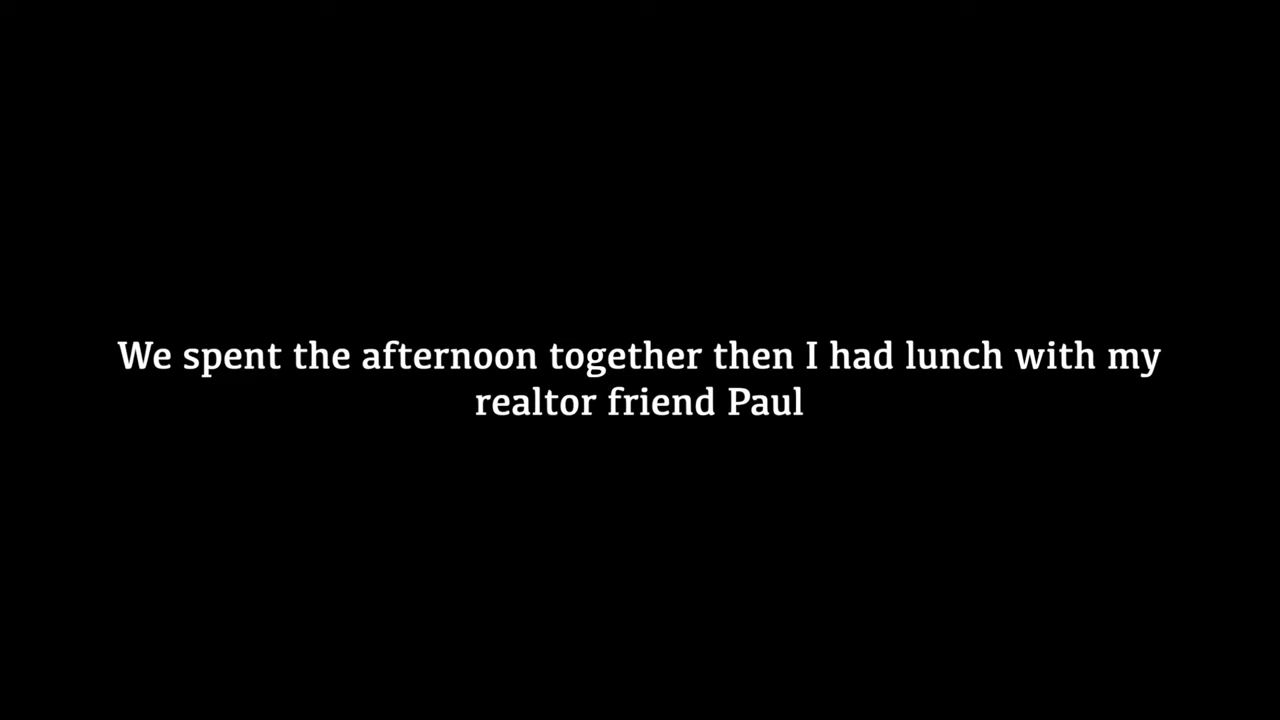 We spent the afternoon together then I had lunch with my
realtor friend Paul